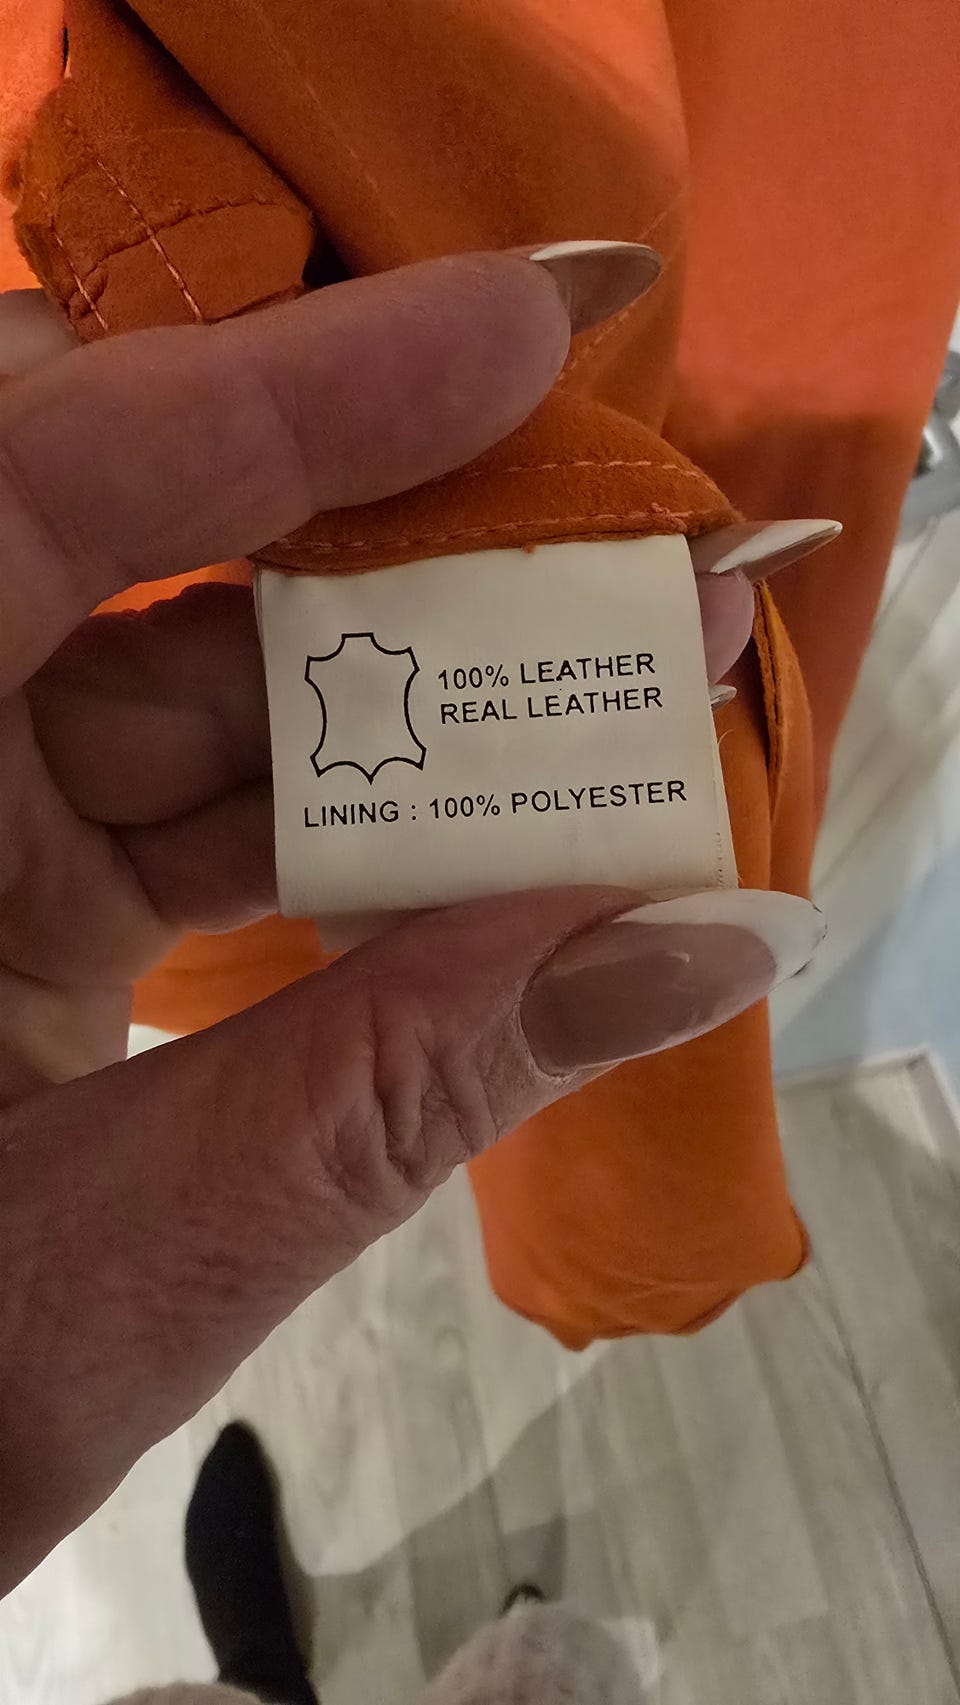 100% LEATHER
REAL LEATHER
LINING : 100% POLYESTER